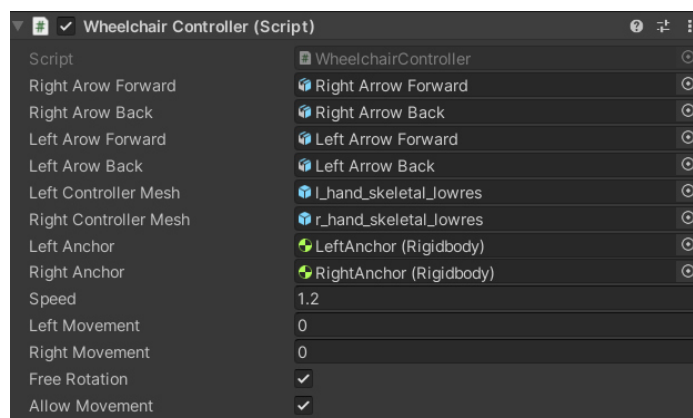 Wheelchair Controller (Script)
Script WheelchairController
Right Arow Forward Right Arrow Forward
Right Arow Back Right Arrow Back
Left Arow Forward Left Arrow Forward
Left Arow Back Left Arrow Back
Left Controller Mesh l_hand_skeletal_lowres
Right Controller Mesh r_hand_skeletal_lowres
Left Anchor LeftAnchor (Rigidbody)
Right Anchor RightAnchor (Rigidbody)
Speed 1.2
Left Movement 0
Right Movement 0
Free Rotation
Allow Movement